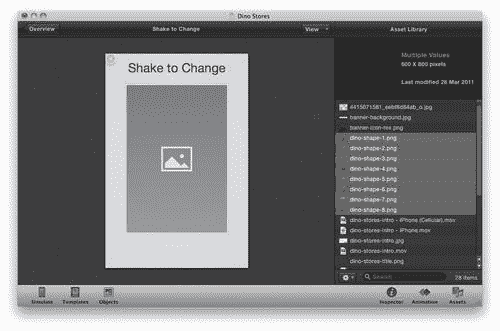 Dino Stores
Overview
Shake to Change
View
Asset Library
Multiple Values
600 X 800 pixels
Last modified 26 Mar 2011
Shake to Change
banner-background.jpg
banner-icon-mix.png
dino-shape-1.png
dino-shape-2.png
dino-shape-3.png
dino-shape-4.png
dino-shape-5.png
dino-shape-6.png
dino-shape-7.png
dino-shape-8.png
dino-stores-intro - iPhone (Cellular).mov
dino-stores-intro - iPhone.mov
dino-stores-intro.jpg
dino-stores-intro.mov
dino-stores-title.png
Search
28 items
Simulate
Templates
Objects
Inspector
Animation
Assets